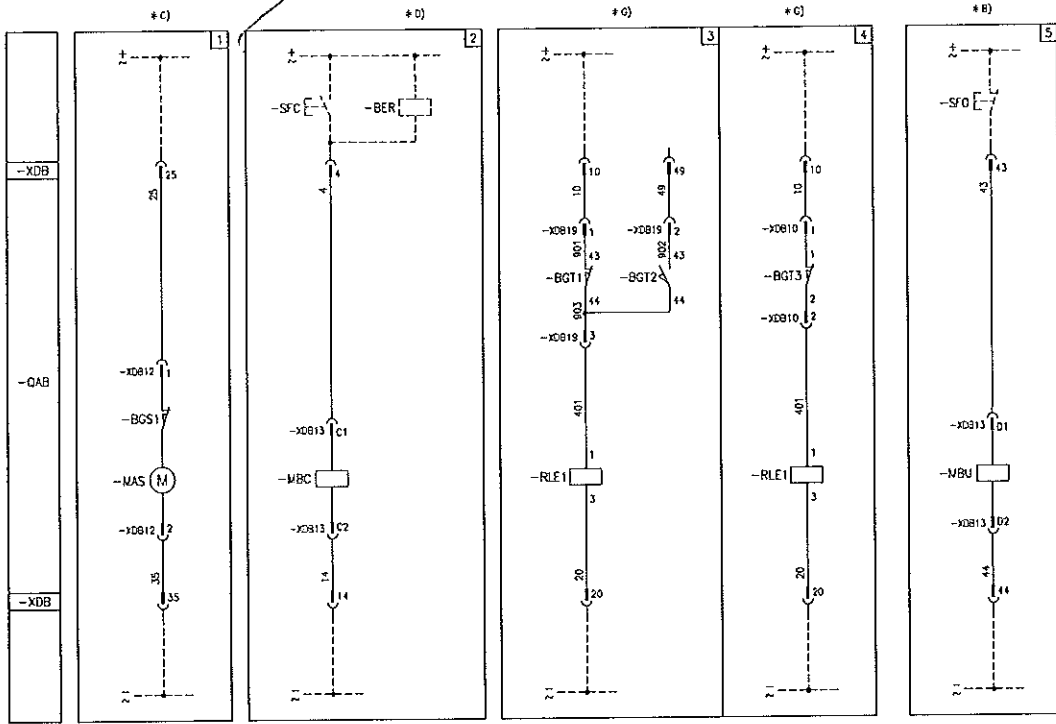 * C)
* D)
* G)
* G)
* B)
1
2
3
4
5
-XDB
-QAB
-XDB
25
25
-XDB12 1
-BGS1
-MAS M
-XDB12 2
35
35
-SFC
-BER
4
4
-XDB13 C1
-MBC
-XDB13 C2
14
14
10
10
49
49
-XDB19 1
-XDB19 2
901
43
902
43
-BGT1
-BGT2
44
44
903
-XDB19 3
401
1
-RLE1
3
20
20
10
10
-XDB10 1
1
-BGT3
2
-XDB10 2
401
1
-RLE1
3
20
20
-SFO
43
43
-XDB13 D1
-MBU
-XDB13 D2
44
44